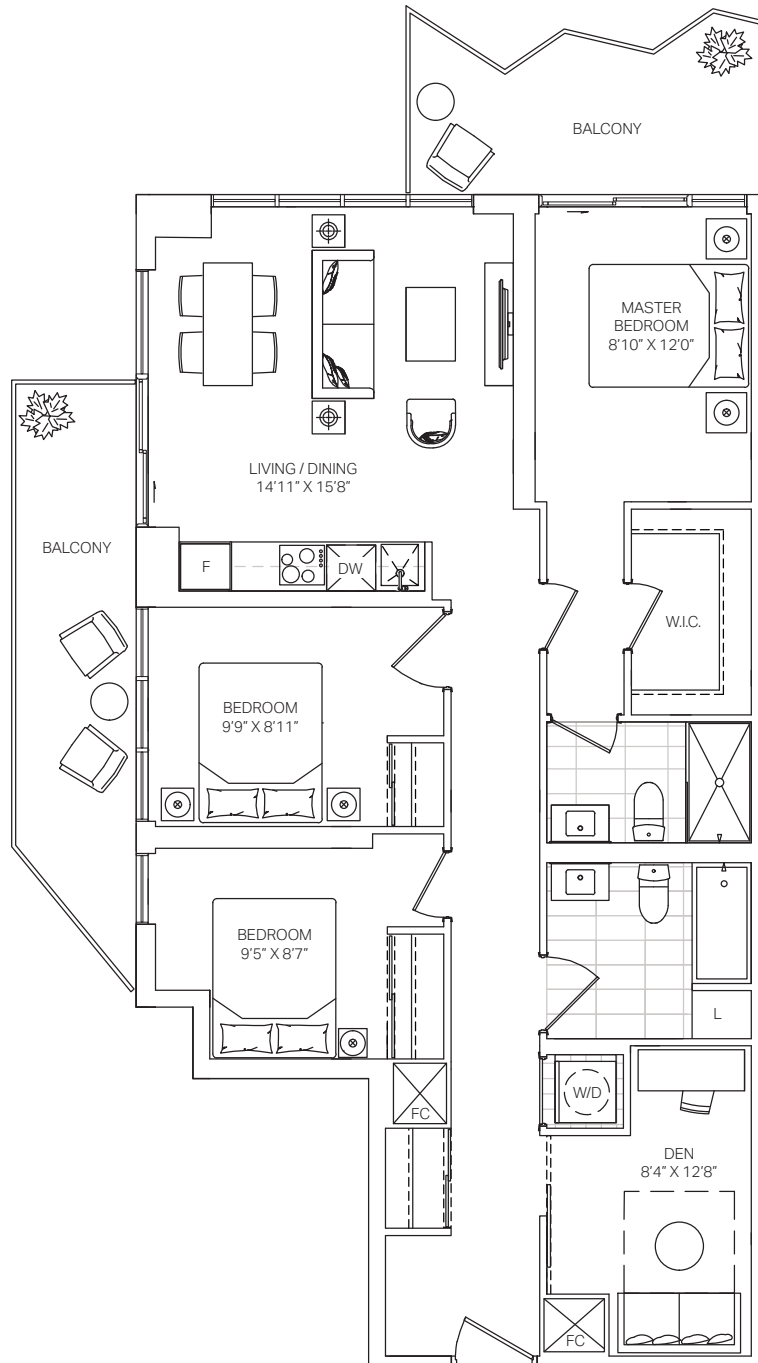 BALCONY
MASTER
BEDROOM
8'10" X 12'0"
LIVING / DINING
14'11" X 15'8"
BALCONY
F
DW
W.I.C.
BEDROOM
9'9" X 8'11"
BEDROOM
9'5" X 8'7"
L
W/D
FC
DEN
8'4" X 12'8"
FC